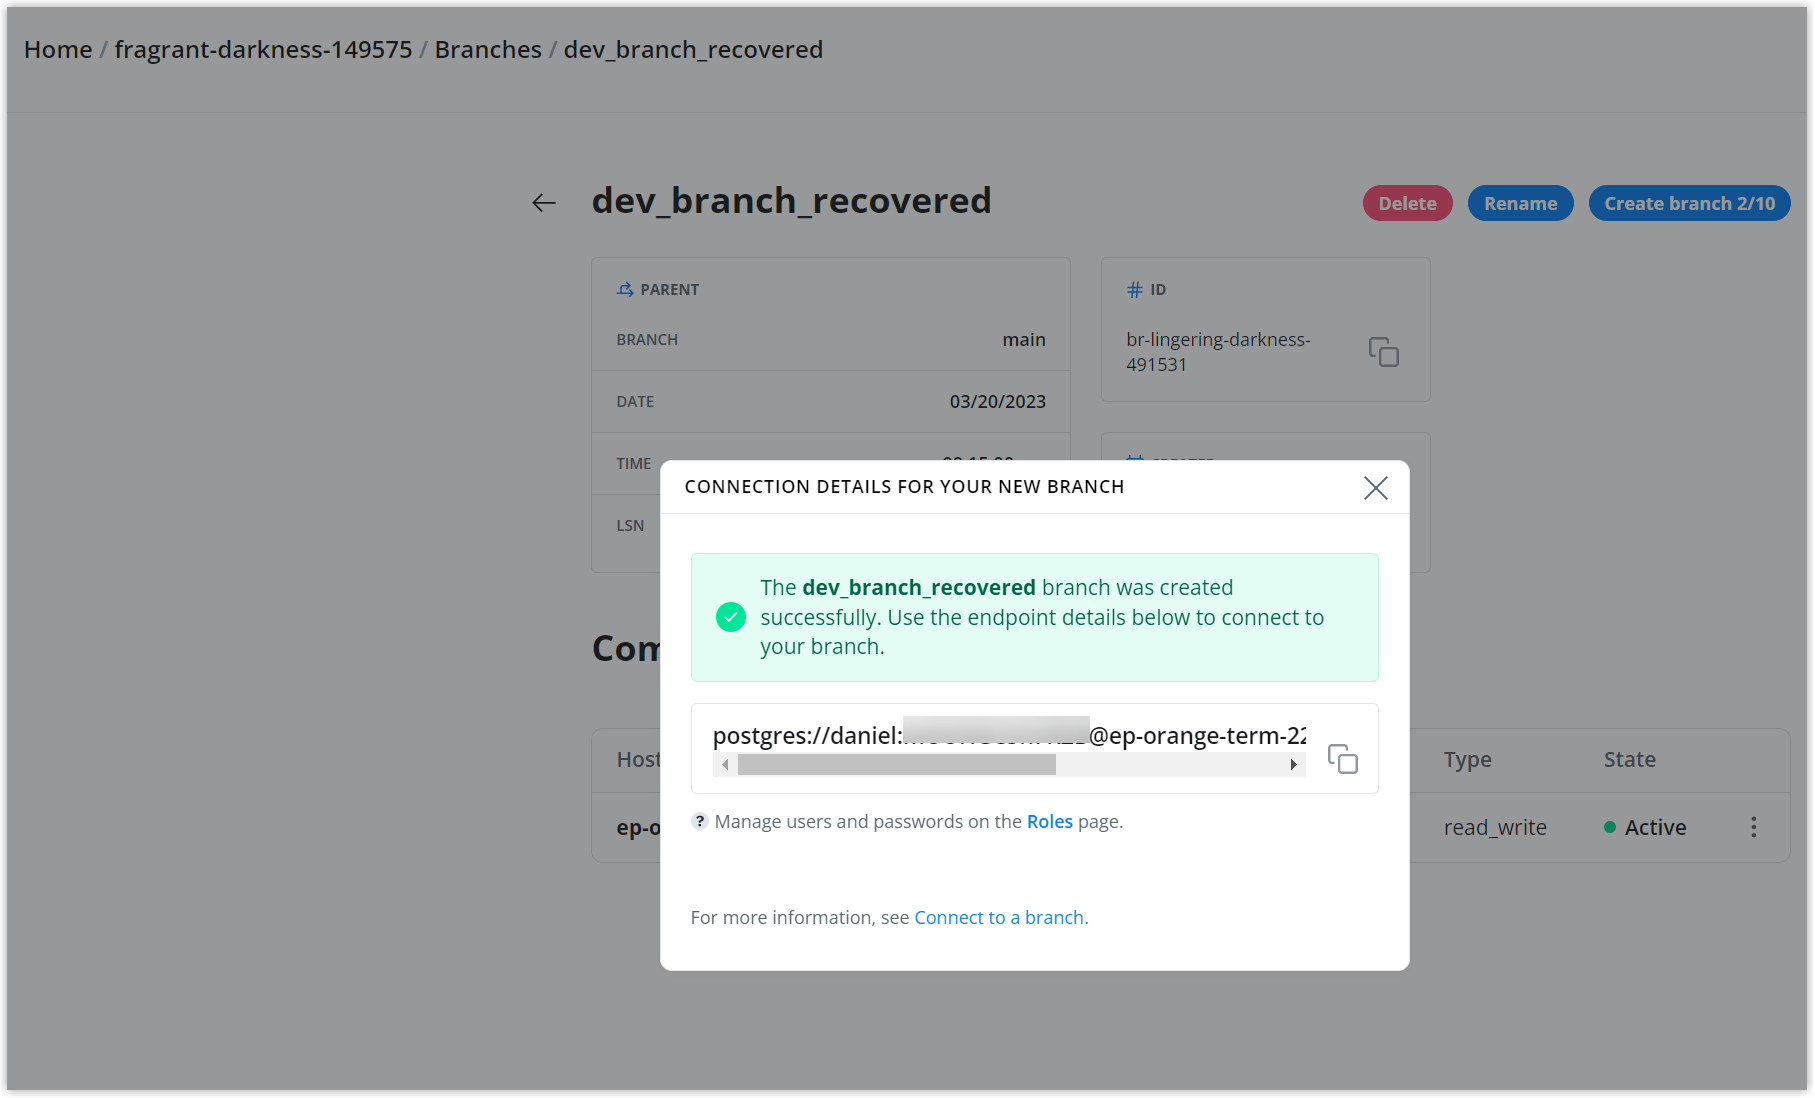 Home / fragrant-darkness-149575 / Branches / dev_branch_recovered
dev_branch_recovered
Delete
Rename
Create branch 2/10
PARENT
BRANCH main
DATE 03/20/2023
TIME
LSN
# ID
br-lingering-darkness-
491531
CONNECTION DETAILS FOR YOUR NEW BRANCH
The dev_branch_recovered branch was created
successfully. Use the endpoint details below to connect to
your branch.
postgres://daniel: @ep-orange-term-22
? Manage users and passwords on the Roles page.
For more information, see Connect to a branch.
Com
Host Type State
ep-o read_write Active